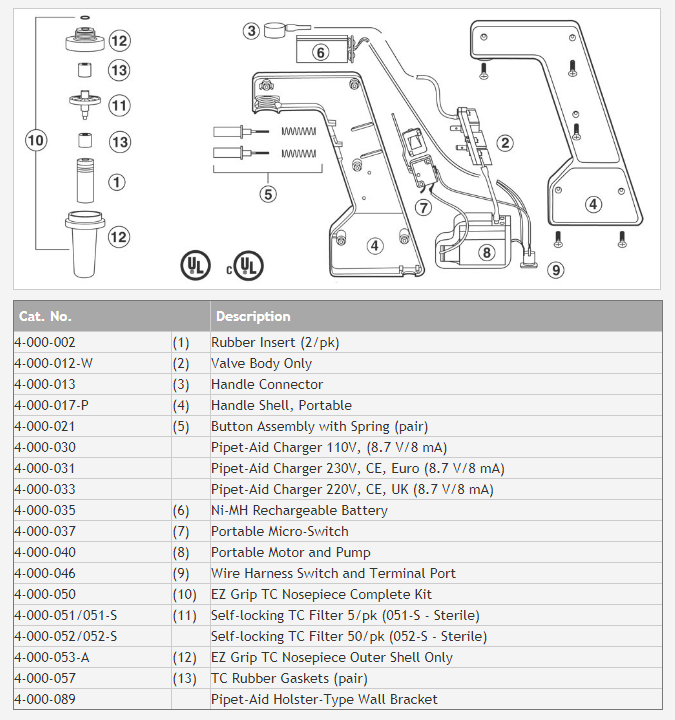 3
12
6
13
11
10
13
2
1
5
7
4
12
4
8
UL
c UL
9
Cat. No. Description
4-000-002 (1) Rubber Insert (2/pk)
4-000-012-W (2) Valve Body Only
4-000-013 (3) Handle Connector
4-000-017-P (4) Handle Shell, Portable
4-000-021 (5) Button Assembly with Spring (pair)
4-000-030 Pipet-Aid Charger 110V, (8.7 V/8 mA)
4-000-031 Pipet-Aid Charger 230V, CE, Euro (8.7 V/8 mA)
4-000-033 Pipet-Aid Charger 220V, CE, UK (8.7 V/8 mA)
4-000-035 (6) Ni-MH Rechargeable Battery
4-000-037 (7) Portable Micro-Switch
4-000-040 (8) Portable Motor and Pump
4-000-046 (9) Wire Harness Switch and Terminal Port
4-000-050 (10) EZ Grip TC Nosepiece Complete Kit
4-000-051/051-S (11) Self-locking TC Filter 5/pk (051-S - Sterile)
4-000-052/052-S Self-locking TC Filter 50/pk (052-S - Sterile)
4-000-053-A (12) EZ Grip TC Nosepiece Outer Shell Only
4-000-057 (13) TC Rubber Gaskets (pair)
4-000-089 Pipet-Aid Holster-Type Wall Bracket